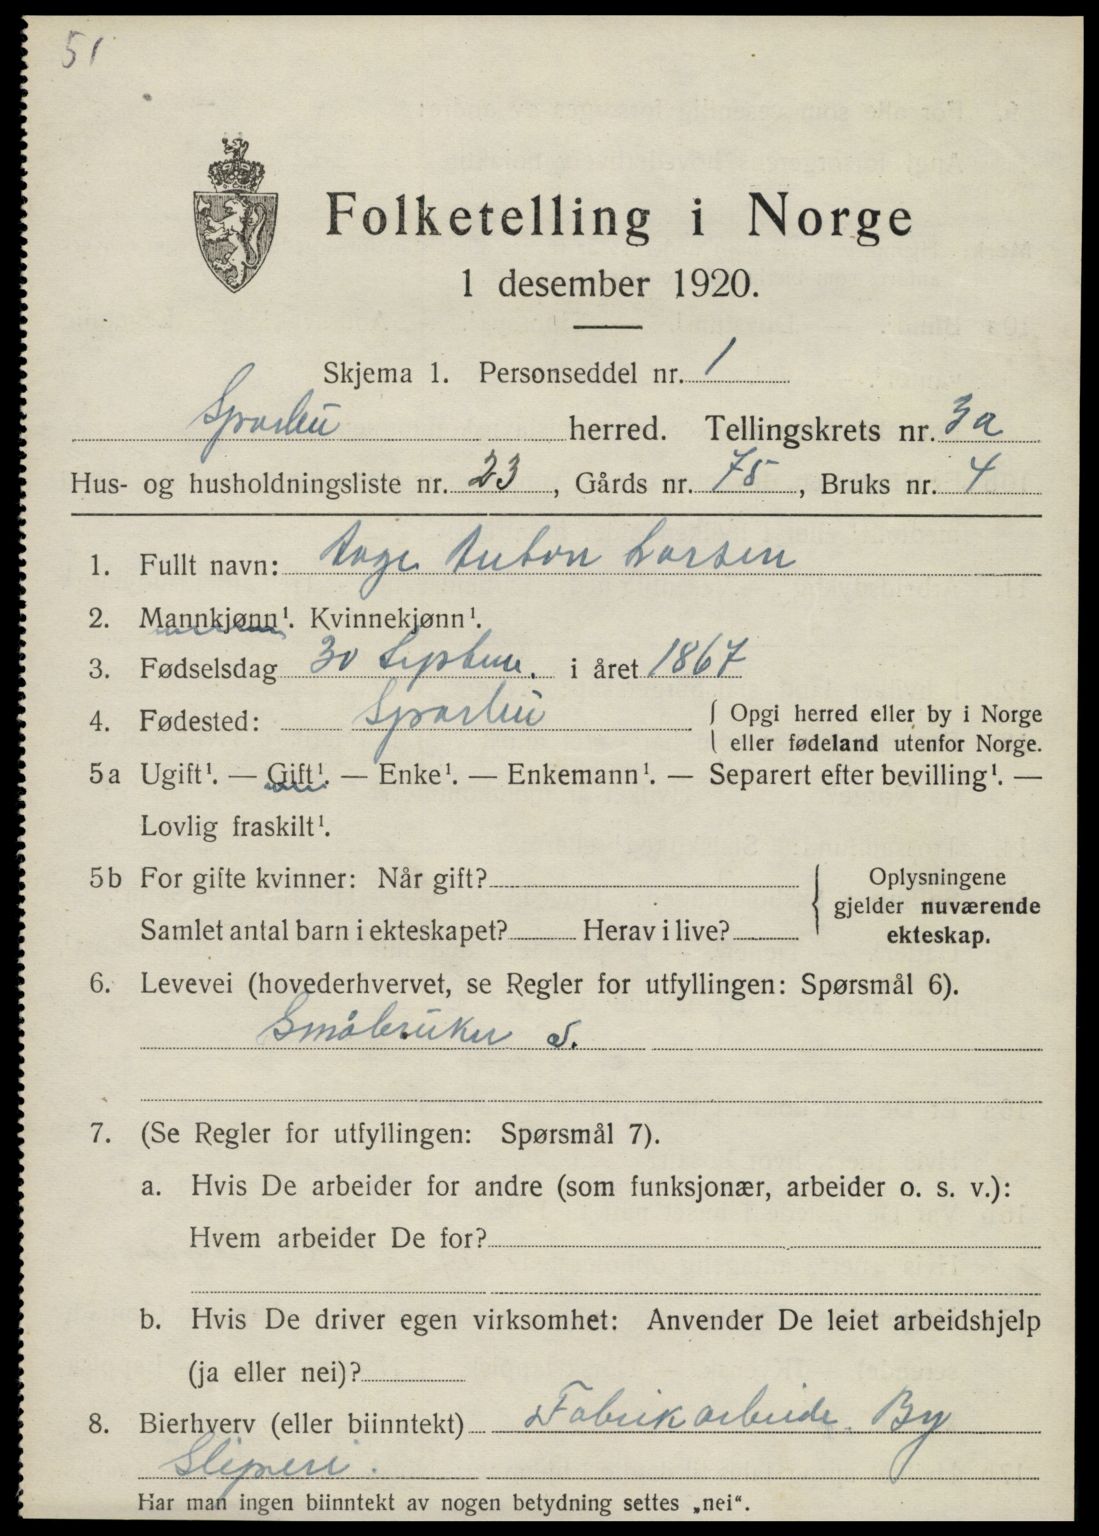 51
Folketelling i Norge
1 desember 1920.
Skjema 1. Personseddel nr. 1
Sparbu herred. Tellingskrets nr. 3a
Hus- og husholdningsliste nr. 23, Gårds nr. 75, Bruks nr. 4
1. Fullt navn: Aage Anton Larsen
2. Mannkjønn¹. Kvinnekjønn¹.
3. Fødselsdag 30 Septem. i året 1867
4. Fødested: Sparbu { Opgi herred eller by i Norge
eller fødeland utenfor Norge.
5a Ugift¹. — Gift¹. — Enke¹. — Enkemann¹. — Separert efter bevilling¹. —
Lovlig fraskilt¹.
5b For gifte kvinner: Når gift? { Oplysningene
gjelder nuværende
Samlet antal barn i ekteskapet? Herav i live? ekteskap.
6. Levevei (hovederhvervet, se Regler for utfyllingen: Spørsmål 6).
Småbruker S.
7. (Se Regler for utfyllingen: Spørsmål 7).
a. Hvis De arbeider for andre (som funksjonær, arbeider o. s. v.):
Hvem arbeider De for?
b. Hvis De driver egen virksomhet: Anvender De leiet arbeidshjelp
(ja eller nei)?
8. Bierhverv (eller biinntekt) Fabrikarbeide. By
Sliperi.
Har man ingen biinntekt av nogen betydning settes „nei“.